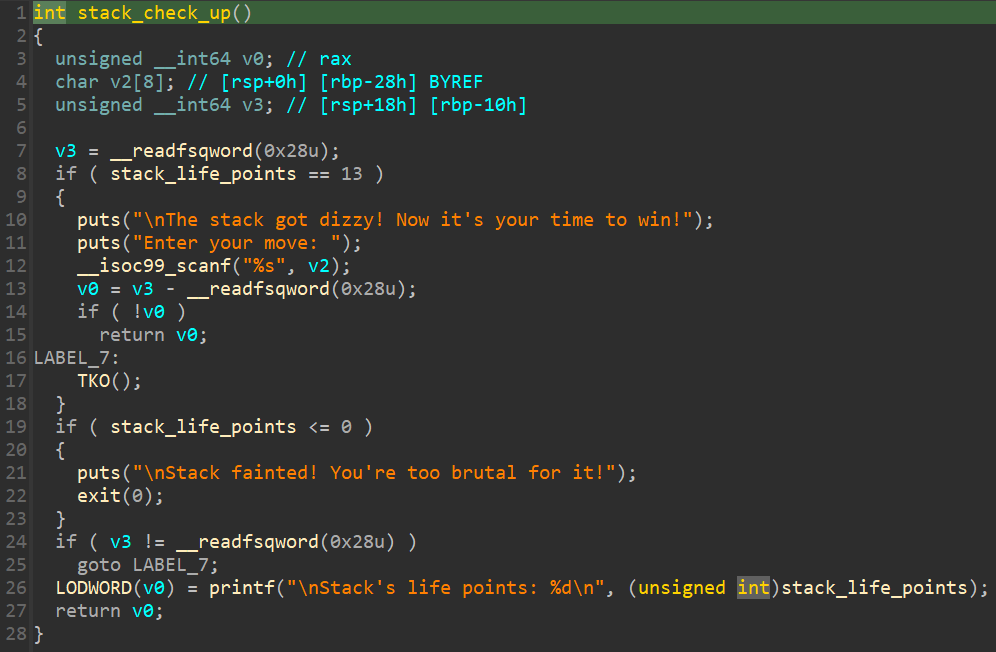 1 int stack_check_up()
2 {
3   unsigned __int64 v0; // rax
4   char v2[8]; // [rsp+0h] [rbp-28h] BYREF
5   unsigned __int64 v3; // [rsp+18h] [rbp-10h]
6
7   v3 = __readfsqword(0x28u);
8   if ( stack_life_points == 13 )
9   {
10     puts("\nThe stack got dizzy! Now it's your time to win!");
11     puts("Enter your move: ");
12     __isoc99_scanf("%s", v2);
13     v0 = v3 - __readfsqword(0x28u);
14     if ( !v0 )
15       return v0;
16 LABEL_7:
17     TKO();
18   }
19   if ( stack_life_points <= 0 )
20   {
21     puts("\nStack fainted! You're too brutal for it!");
22     exit(0);
23   }
24   if ( v3 != __readfsqword(0x28u) )
25     goto LABEL_7;
26   LODWORD(v0) = printf("\nStack's life points: %d\n", (unsigned int)stack_life_points);
27   return v0;
28 }